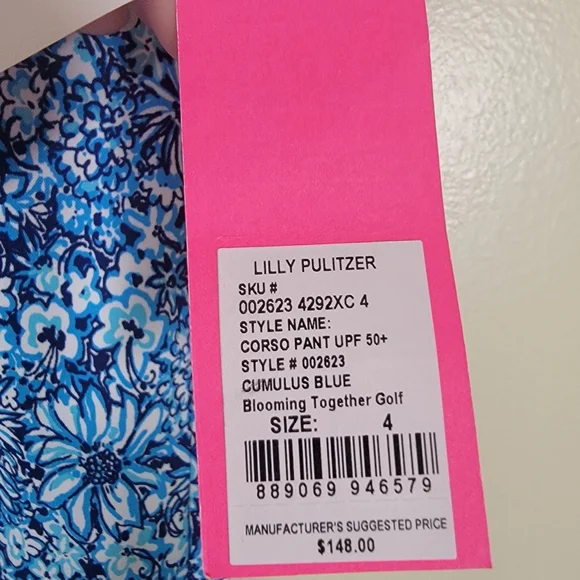 LILLY PULITZER
SKU #
002623 4292XC 4
STYLE NAME:
CORSO PANT UPF 50+
STYLE # 002623
CUMULUS BLUE
Blooming Together Golf
SIZE: 4
889069 946579
MANUFACTURER'S SUGGESTED PRICE
$148.00